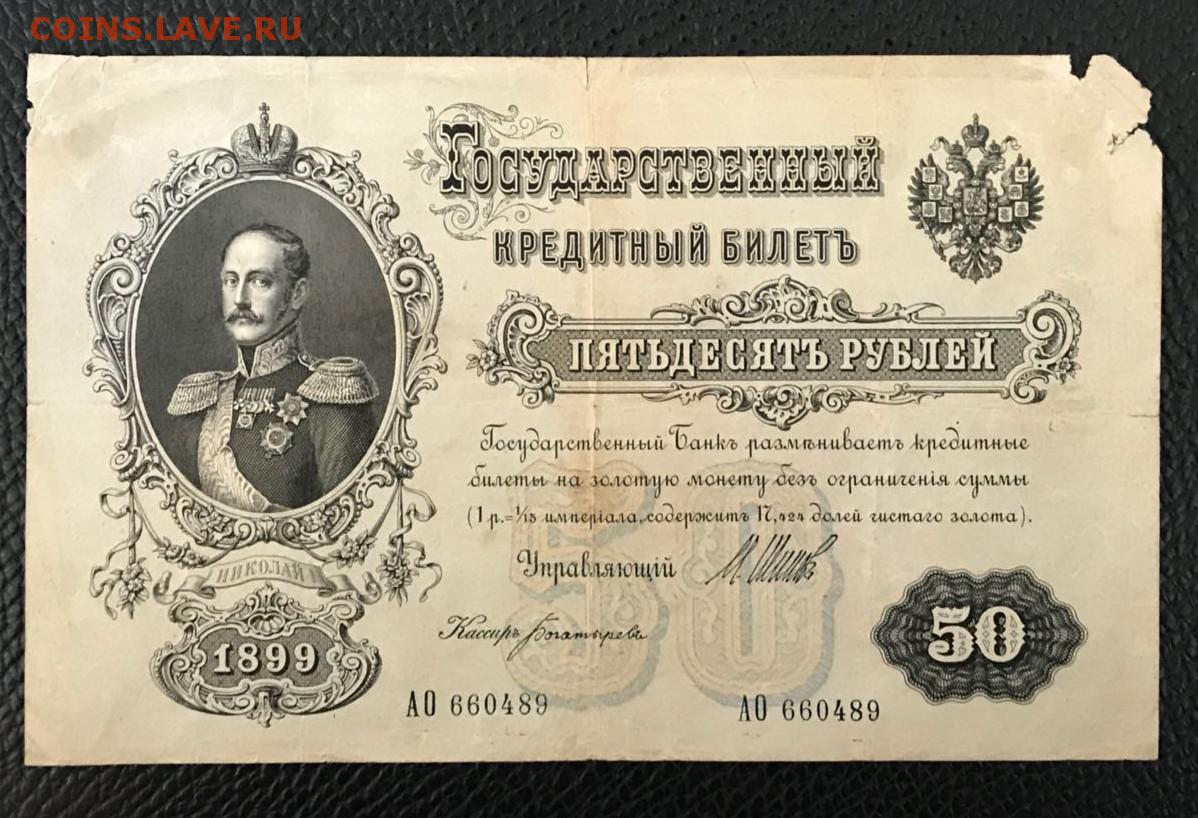 COINS.LAVE.RU
ГОСУДАРСТВЕННЫЙ
КРЕДИТНЫЙ БИЛЕТЪ
ПЯТЬДЕСЯТЪ РУБЛЕЙ
Государственный Банкъ размѣниваетъ кредитные
билеты на золотую монету безъ ограниченія суммы
(1 р.= 1/15 имперіала, содержитъ 17,424 долей чистаго золота).
Управляющій
Кассиръ Богатыревъ
НИКОЛАЙ I
1899
50
50
АО 660489
АО 660489